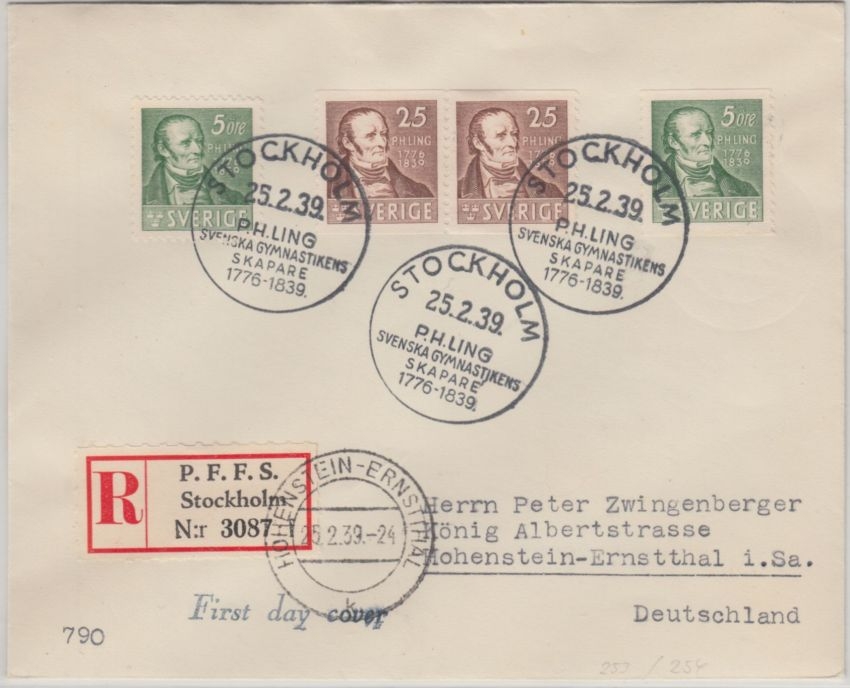 5 öre
P.H.LING
SVERIGE
25
P.H.LING
1776
1839
SVERIGE
25
P.H.LING
1776
1839
SVERIGE
5 öre
P.H.LING
1776
1839
SVERIGE
STOCKHOLM
25.2.39.
P.H.LING
SVENSKA GYMNASTIKENS
SKAPARE
1776-1839.
STOCKHOLM
25.2.39.
P.H.LING
SVENSKA GYMNASTIKENS
SKAPARE
1776-1839.
STOCKHOLM
25.2.39.
P.H.LING
SVENSKA GYMNASTIKENS
SKAPARE
1776-1839.
R
P. F. F. S.
Stockholm
N:r 3087
HOHENSTEIN-ERNSTTHAL
25.2.39.-24
k
Herrn Peter Zwingenberger
König Albertstrasse
Hohenstein-Ernstthal i.Sa.
First day cover
Deutschland
790
253 / 254